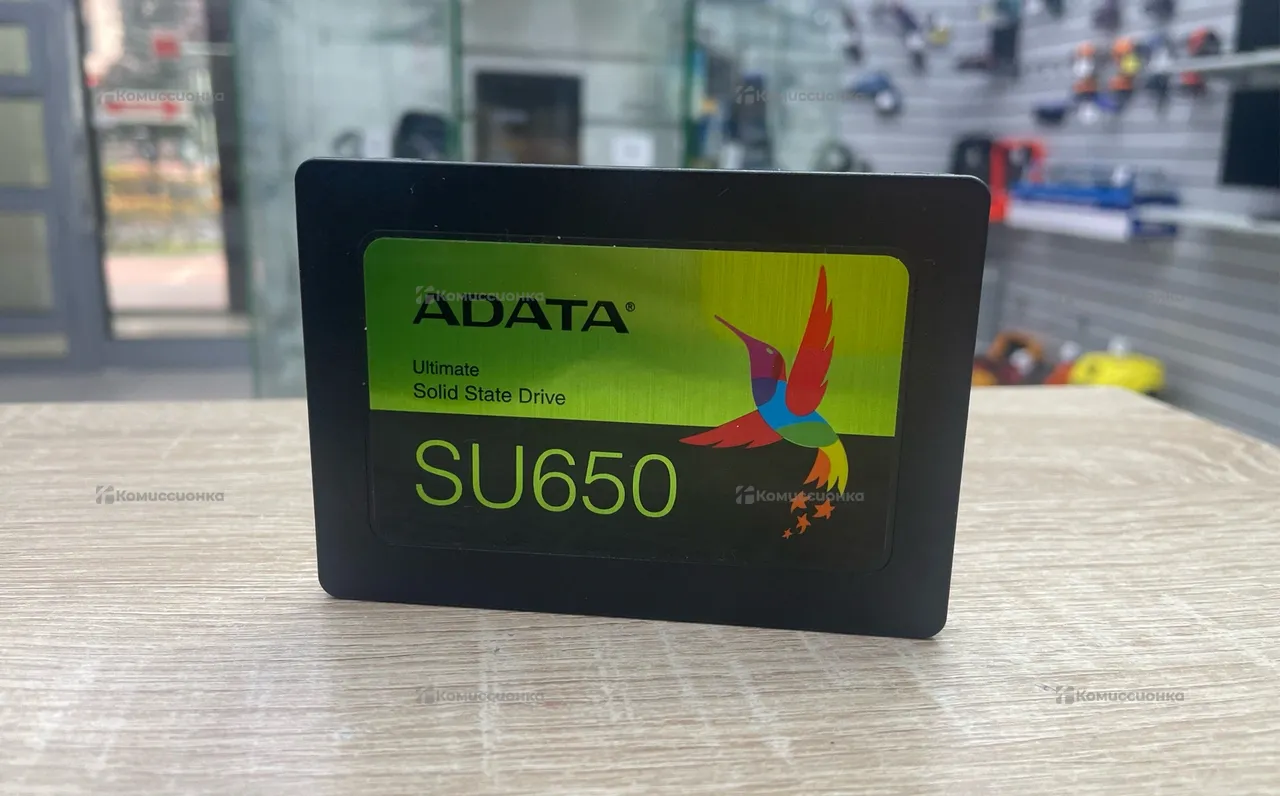 Комиссионка
Комиссионка
Комиссионка
ADATA®
Ultimate
Solid State Drive
SU650
Комиссионка
Комиссионка
Комиссионка
Комиссионка